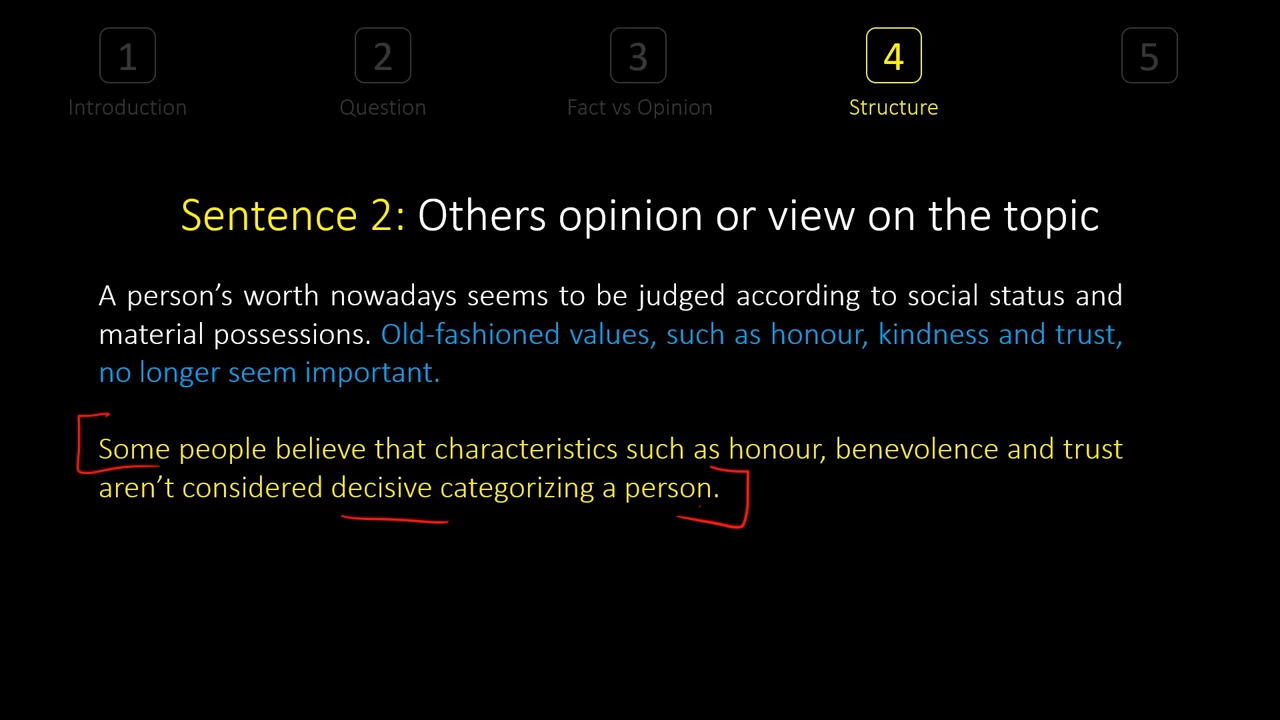 1
2
3
4
5
Introduction
Question
Fact vs Opinion
Structure
Sentence 2: Others opinion or view on the topic
A person’s worth nowadays seems to be judged according to social status and
material possessions. Old-fashioned values, such as honour, kindness and trust,
no longer seem important.
Some people believe that characteristics such as honour, benevolence and trust
aren’t considered decisive categorizing a person.